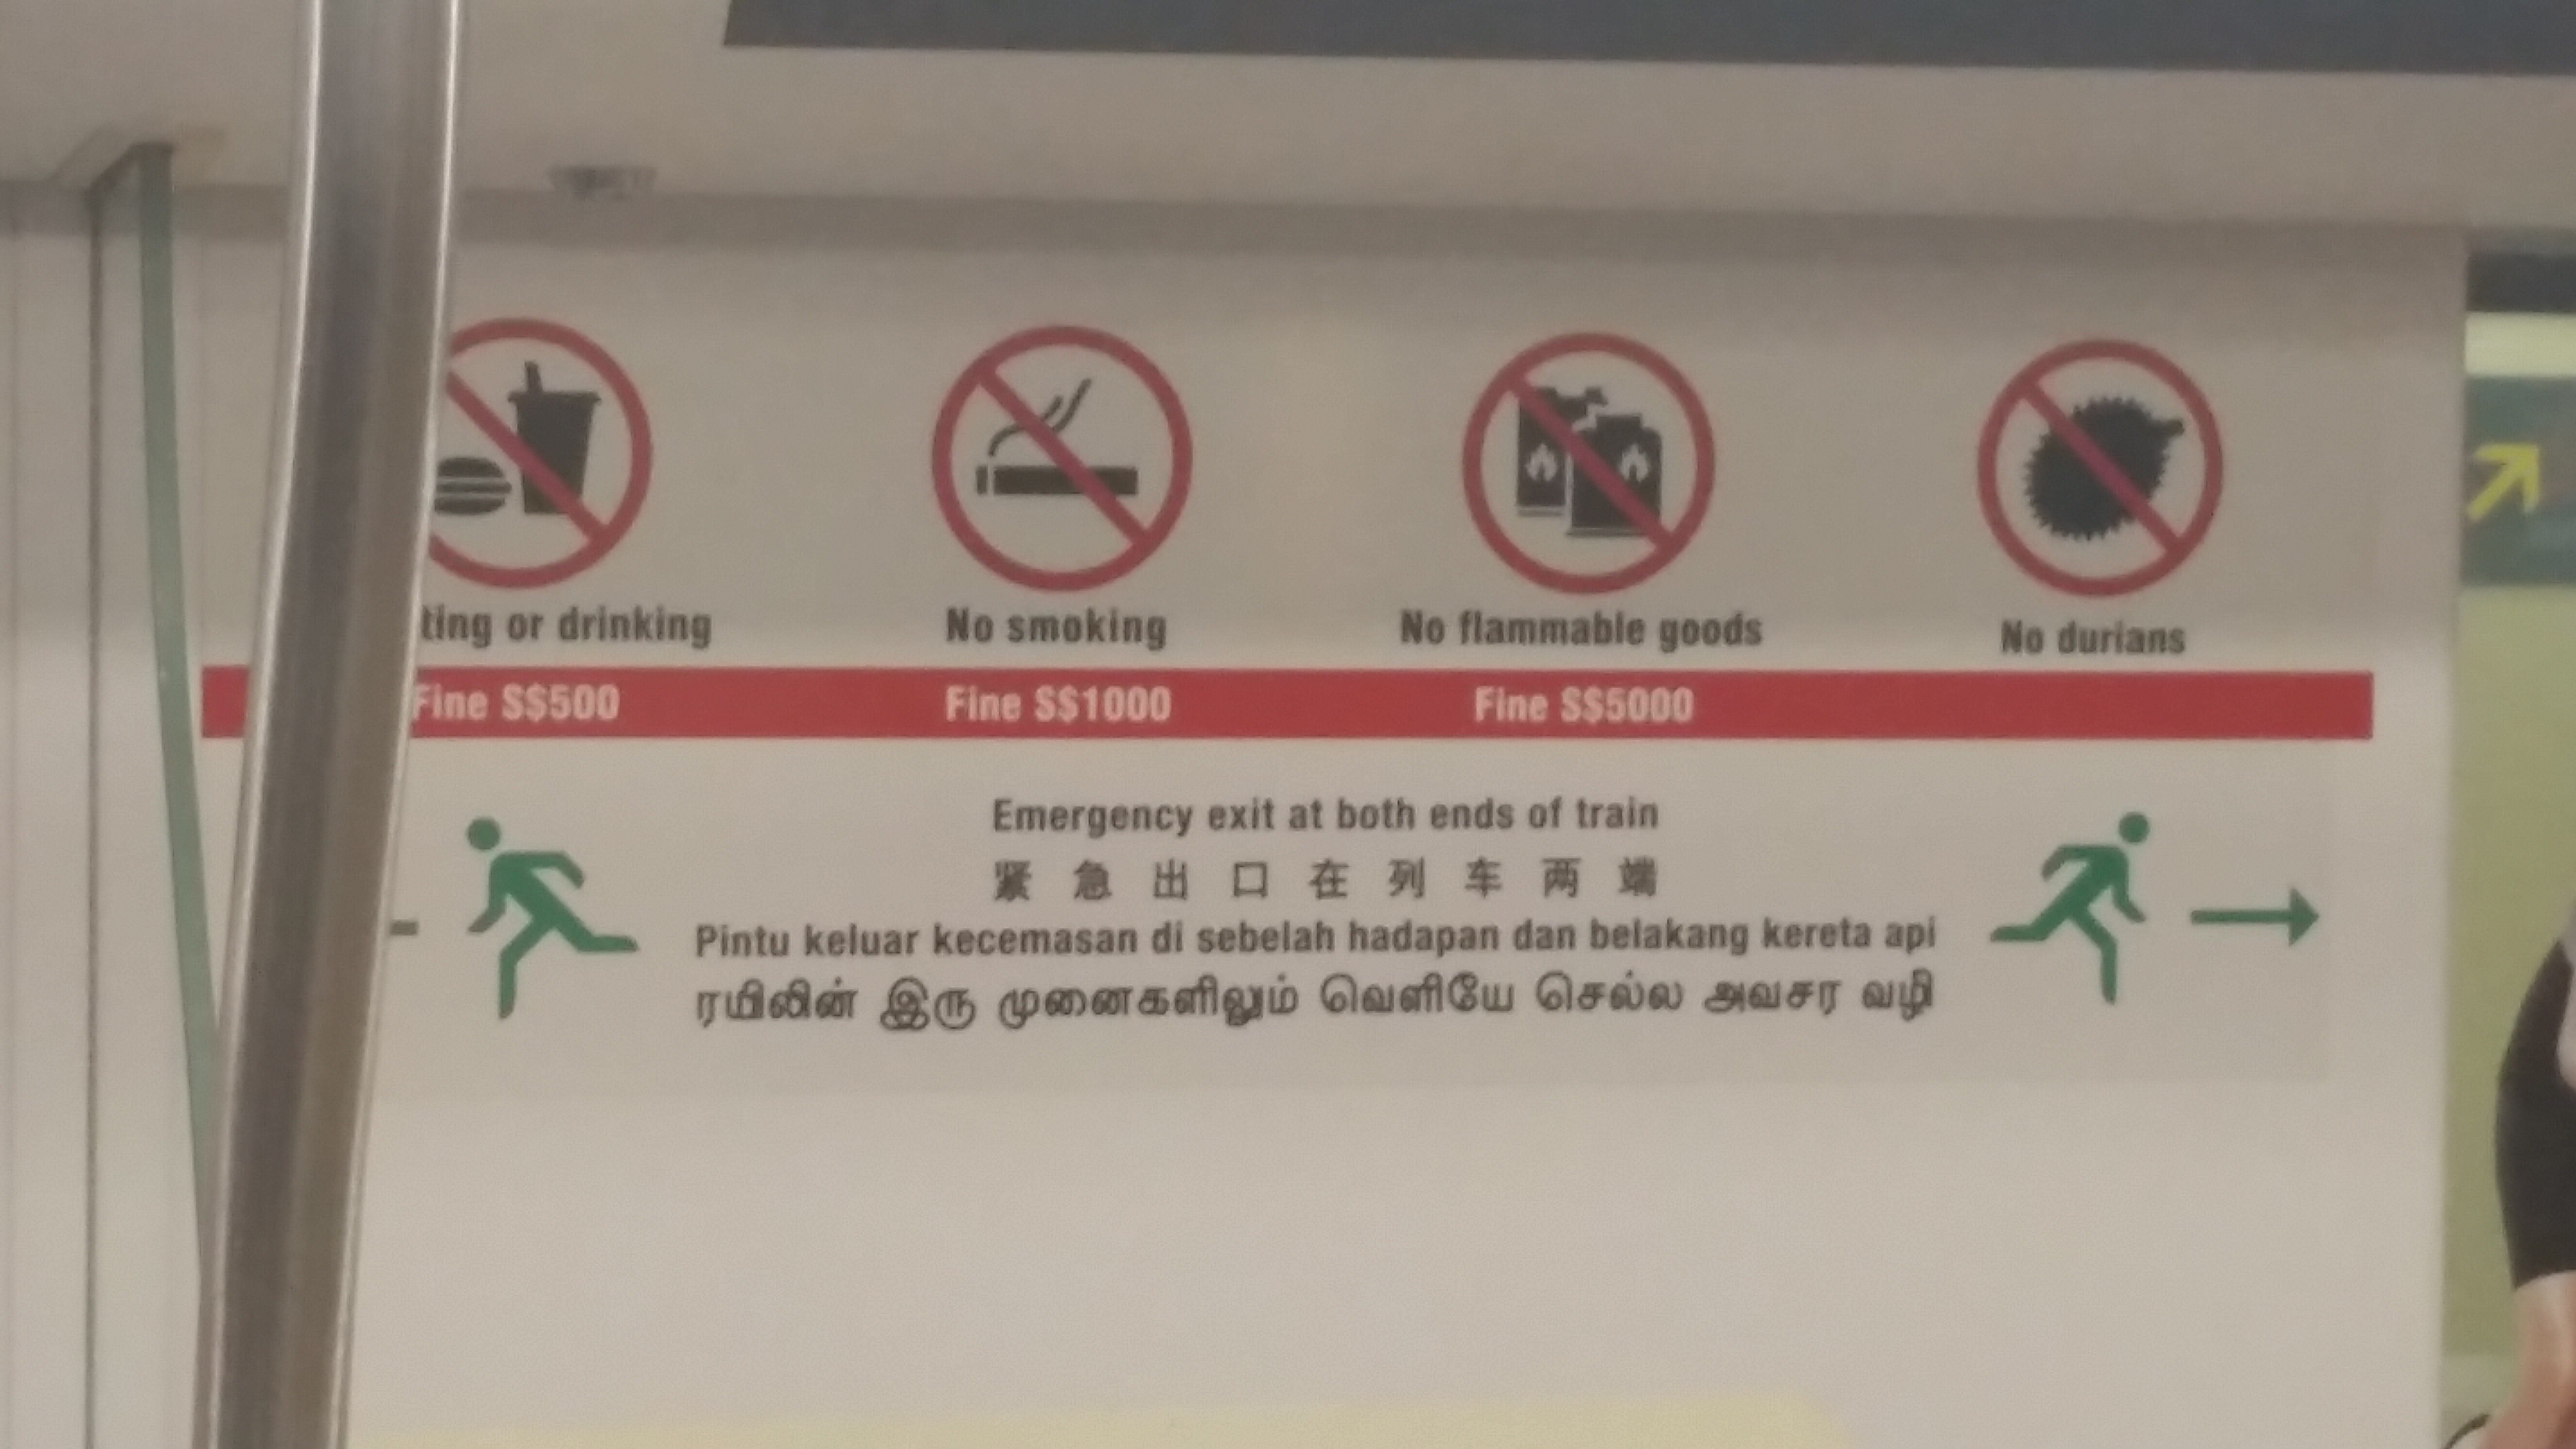 ting or drinking No smoking No flammable goods No durians
Fine S$500 Fine S$1000 Fine S$5000
Emergency exit at both ends of train
紧急出口在列车两端
Pintu keluar kecemasan di sebelah hadapan dan belakang kereta api
ரயிலின் இரு முனைகளிலும் வெளியே செல்ல அவசர வழி